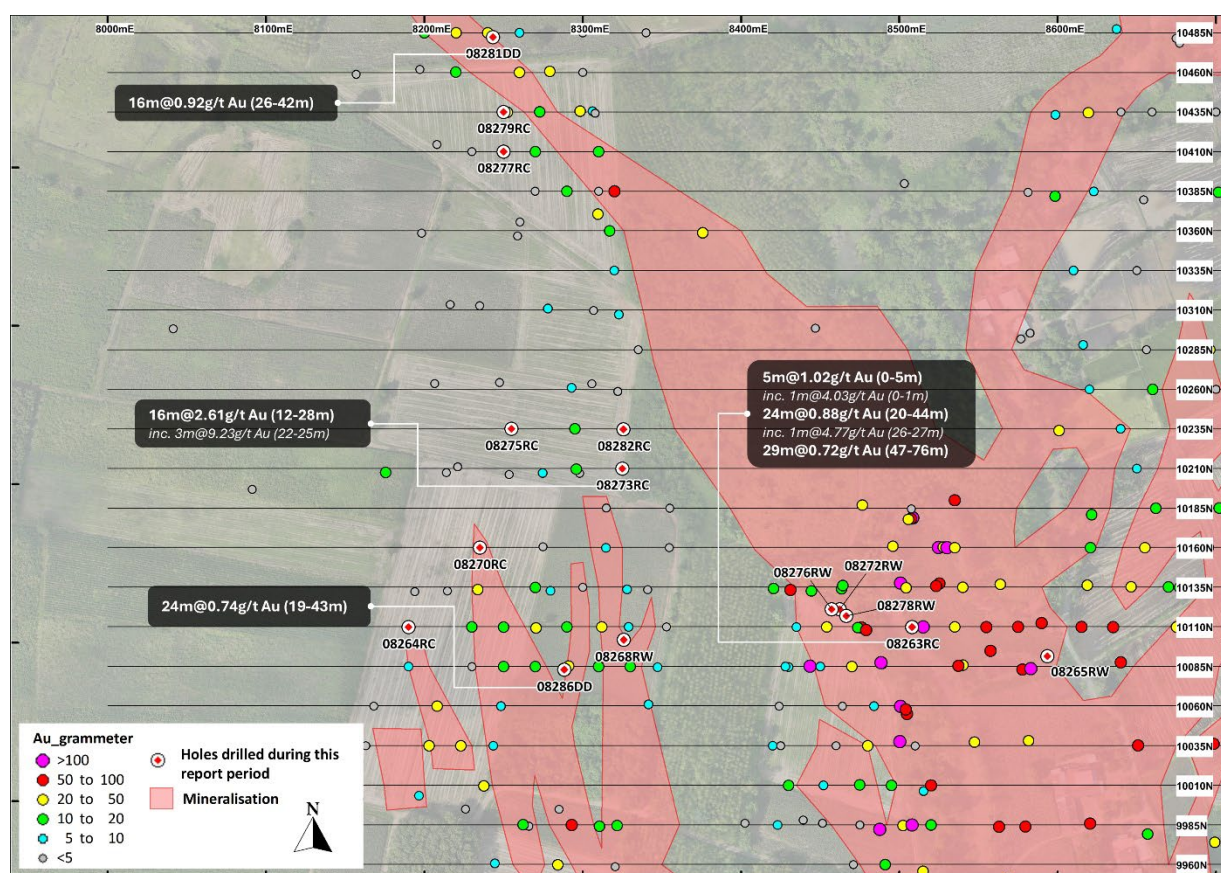 8000mE
8100mE
8200mE
8300mE
8400mE
8500mE
8600mE
10485N
08281DD
10460N
16m@0.92g/t Au (26-42m)
10435N
08279RC
10410N
08277RC
10385N
10360N
10335N
10310N
10285N
5m@1.02g/t Au (0-5m)
inc. 1m@4.03g/t Au (0-1m)
24m@0.88g/t Au (20-44m)
inc. 1m@4.77g/t Au (26-27m)
29m@0.72g/t Au (47-76m)
10260N
16m@2.61g/t Au (12-28m)
inc. 3m@9.23g/t Au (22-25m)
10235N
08275RC
08282RC
10210N
08273RC
10185N
10160N
08270RC
08276RW
08272RW
10135N
08278RW
24m@0.74g/t Au (19-43m)
10110N
08264RC
08268RW
08263RC
10085N
08286DD
08265RW
10060N
10035N
10010N
9985N
9960N
Au_grammeter
>100
50 to 100
20 to 50
10 to 20
5 to 10
<5
Holes drilled during this
report period
Mineralisation
N